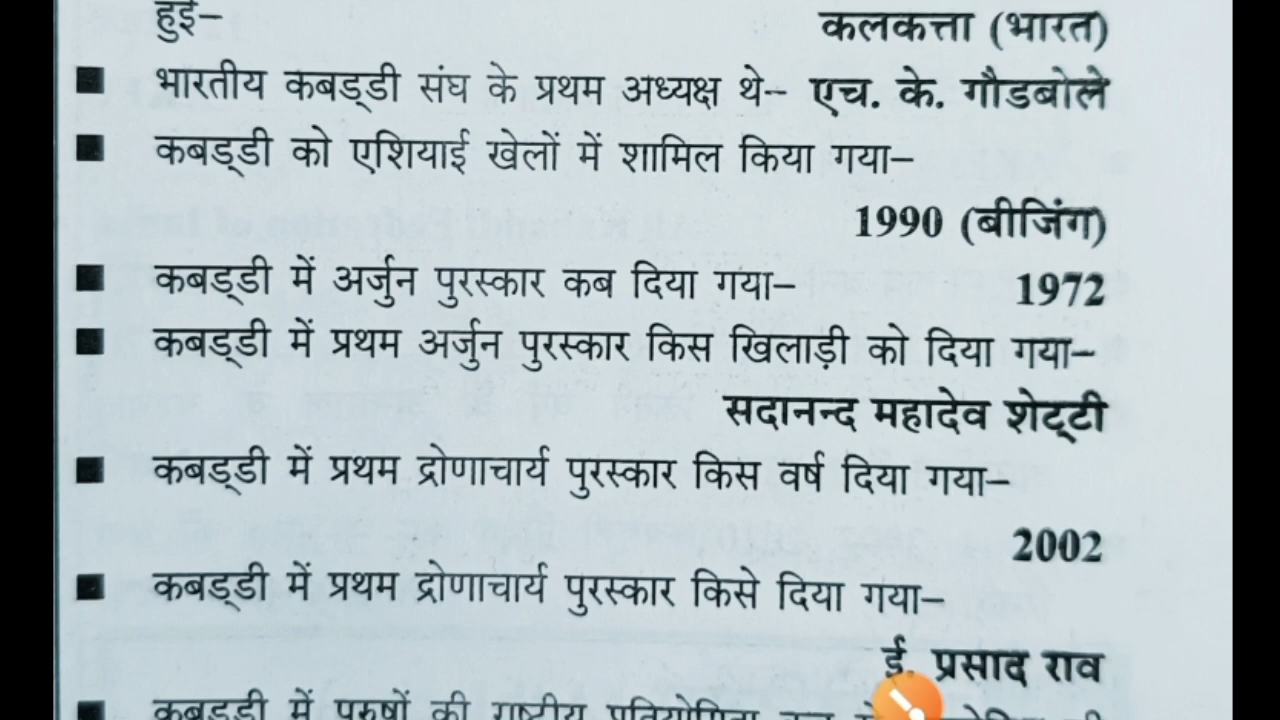 हुई–
कलकत्ता (भारत)
■ भारतीय कबड्डी संघ के प्रथम अध्यक्ष थे– एच. के. गौडबोले
■ कबड्डी को एशियाई खेलों में शामिल किया गया–
1990 (बीजिंग)
■ कबड्डी में अर्जुन पुरस्कार कब दिया गया– 1972
■ कबड्डी में प्रथम अर्जुन पुरस्कार किस खिलाड़ी को दिया गया–
सदानन्द महादेव शेट्टी
■ कबड्डी में प्रथम द्रोणाचार्य पुरस्कार किस वर्ष दिया गया–
2002
■ कबड्डी में प्रथम द्रोणाचार्य पुरस्कार किसे दिया गया–
ई. प्रसाद राव
■ कबड्डी में पुरुषों की राष्ट्रीय प्रतियोगिता